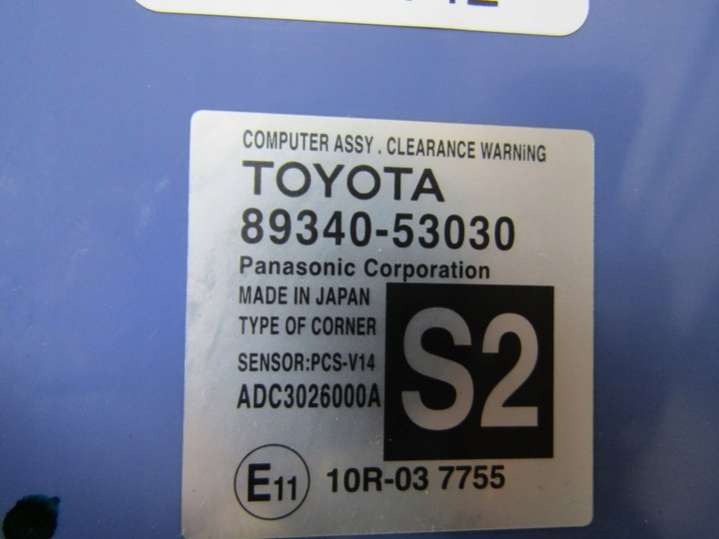 COMPUTER ASSY . CLEARANCE WARNiNG
TOYOTA
89340-53030
Panasonic Corporation
MADE IN JAPAN
TYPE OF CORNER
SENSOR:PCS-V14
ADC3026000A
S2
E11 10R-03 7755